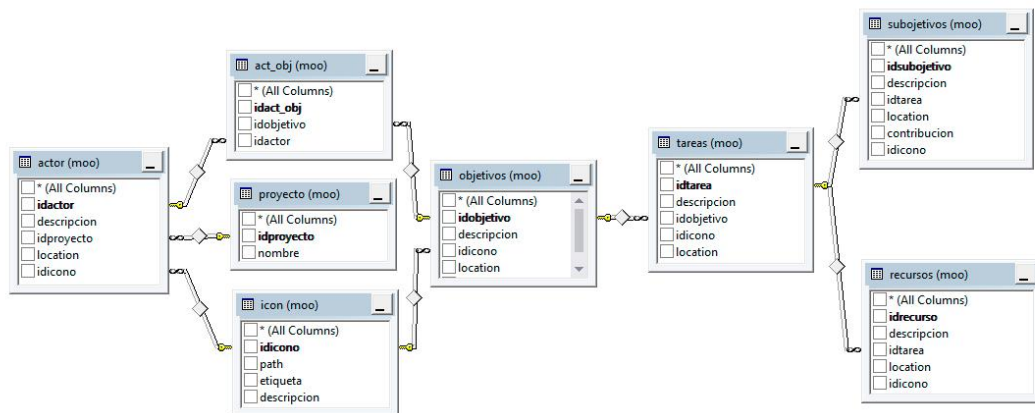 actor (moo)
* (All Columns)
idactor
descripcion
idproyecto
location
idicono
act_obj (moo)
* (All Columns)
idact_obj
idobjetivo
idactor
proyecto (moo)
* (All Columns)
idproyecto
nombre
icon (moo)
* (All Columns)
idicono
path
etiqueta
descripcion
objetivos (moo)
* (All Columns)
idobjetivo
descripcion
idicono
location
tareas (moo)
* (All Columns)
idtarea
descripcion
idobjetivo
idicono
location
subojetivos (moo)
* (All Columns)
idsubojetivo
descripcion
idtarea
location
contribucion
idicono
recursos (moo)
* (All Columns)
idrecurso
descripcion
idtarea
location
idicono